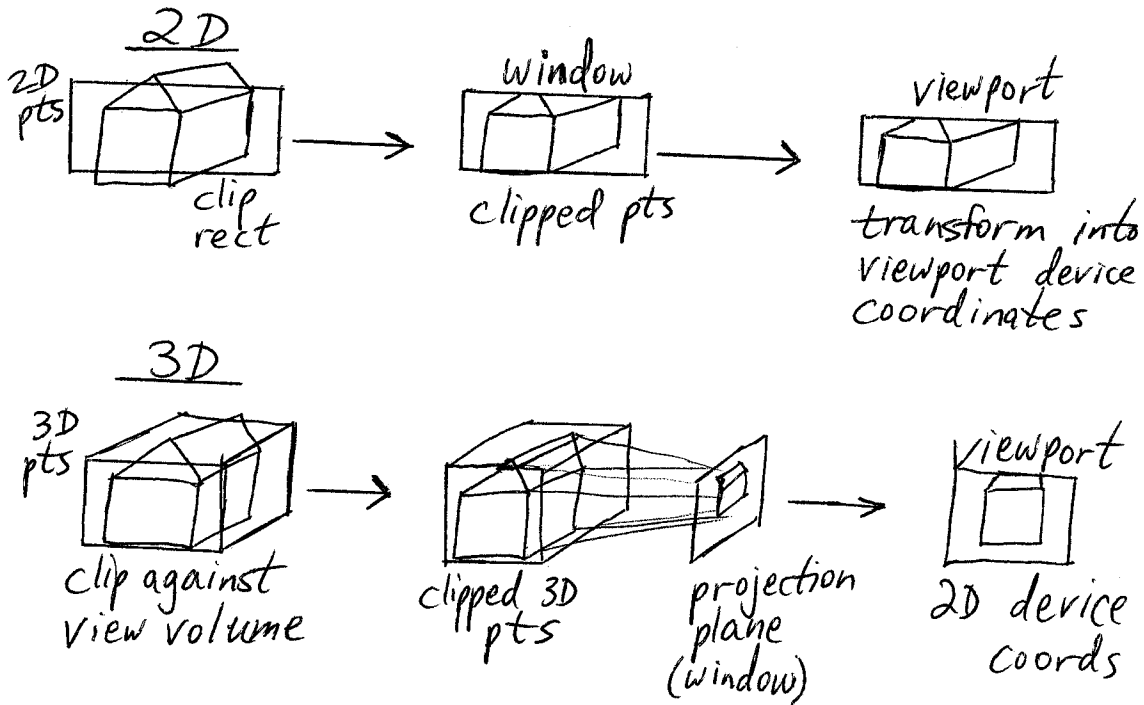 2D
2D
pts
clip
rect
window
clipped pts
viewport
transform into
viewport device
coordinates
3D
3D
pts
clip against
view volume
clipped 3D
pts
projection
plane
(window)
viewport
2D device
coords